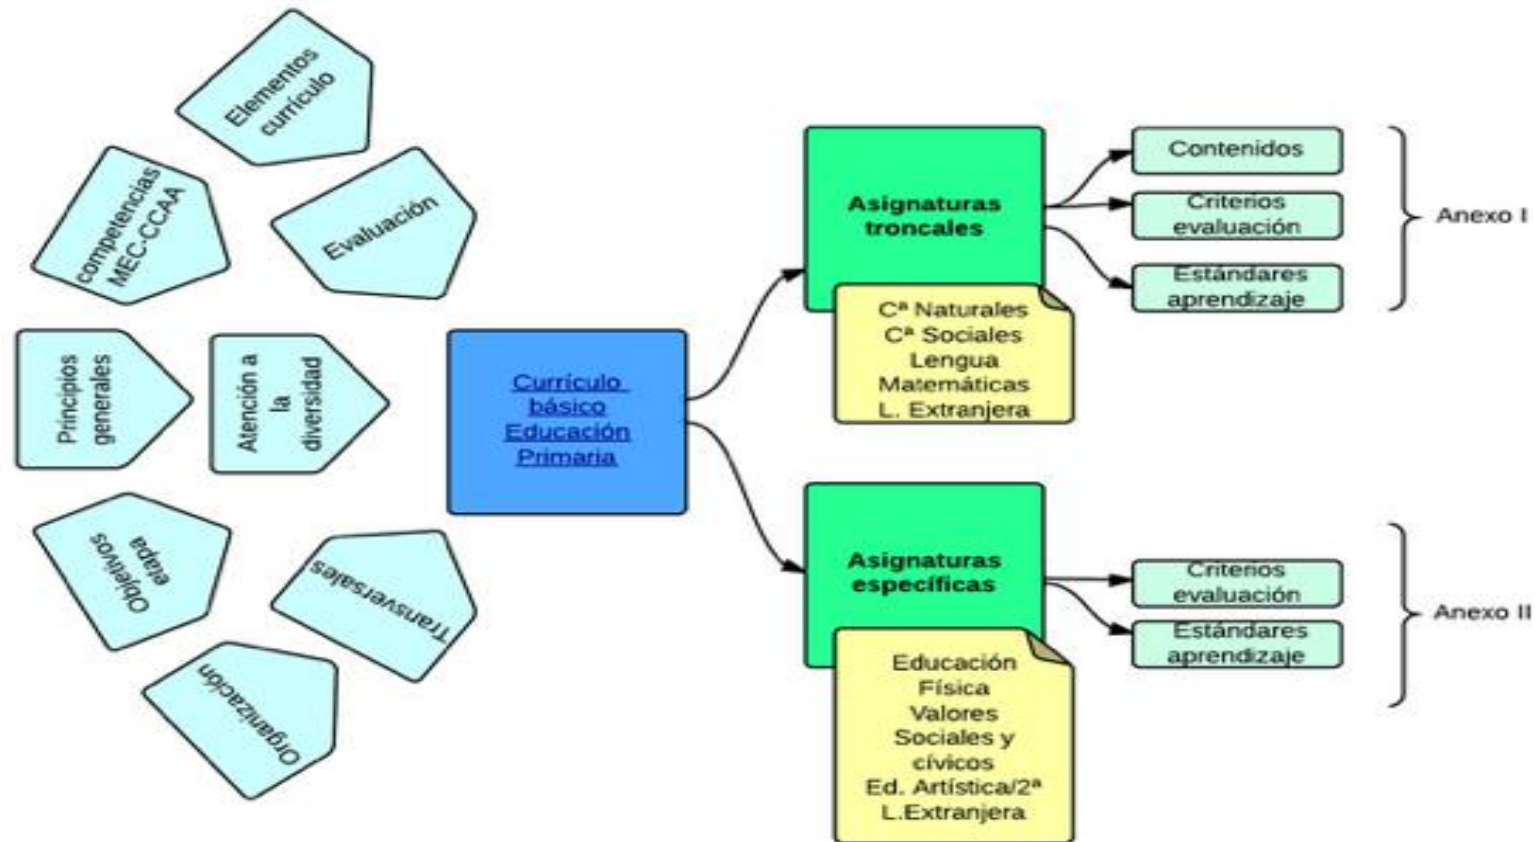 Elementos
currículo
competencias
MEC-CCAA
Evaluación
Principios
generales
Atención a
la
diversidad
Objetivos
etapa
Transversales
Organización
Currículo
básico
Educación
Primaria
Asignaturas
troncales
Cª Naturales
Cª Sociales
Lengua
Matemáticas
L. Extranjera
Contenidos
Criterios
evaluación
Estándares
aprendizaje
Anexo I
Asignaturas
específicas
Educación
Física
Valores
Sociales y
cívicos
Ed. Artística/2ª
L.Extranjera
Criterios
evaluación
Estándares
aprendizaje
Anexo II